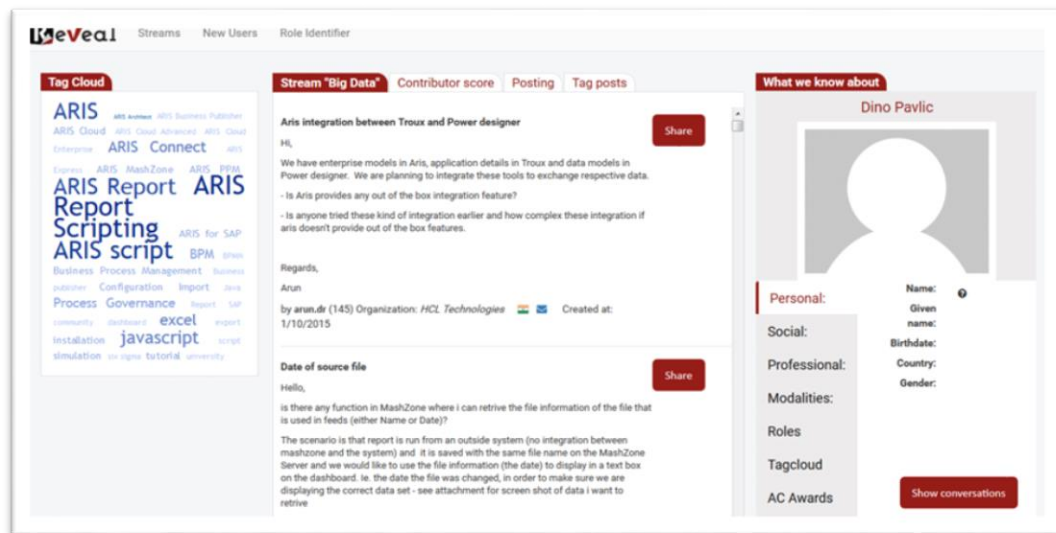 REVEAL Streams New Users Role Identifier
Tag Cloud
ARIS ARIS Architect ARIS Business Publisher
ARIS Cloud ARIS Cloud Advanced ARIS Cloud
Enterprise ARIS Connect ARIS
Express ARIS MashZone ARIS PPM
ARIS Report ARIS
Report
Scripting ARIS for SAP
ARIS script BPM BPMN
Business Process Management Business
publisher Configuration Import Java
Process Governance Report SAP
community dashboard excel export
installation javascript script
simulation six sigma tutorial university
Stream "Big Data" Contributor score Posting Tag posts
Aris integration between Troux and Power designer
Share
Hi,
We have enterprise models in Aris, application details in Troux and data models in
Power designer. We are planning to integrate these tools to exchange respective data.
- Is Aris provides any out of the box integration feature?
- Is anyone tried these kind of integration earlier and how complex these integration if
aris doesn't provide out of the box features.
Regards,
Arun
by arun.dr (145) Organization: HCL Technologies Created at:
1/10/2015
Date of source file
Share
Hello,
is there any function in MashZone where i can retrive the file information of the file that
is used in feeds (either Name or Date)?
The scenario is that report is run from an outside system (no integration between
mashzone and the system) and it is saved with the same file name on the MashZone
Server and we would like to use the file information (the date) to display in a text box
on the dashboard. Ie. the date the file was changed, in order to make sure we are
displaying the correct data set - see attachment for screen shot of data i want to
retrive
What we know about
Dino Pavlic
Personal:
Social:
Professional:
Modalities:
Roles
Tagcloud
AC Awards
Name:
Given
name:
Birthdate:
Country:
Gender:
Show conversations